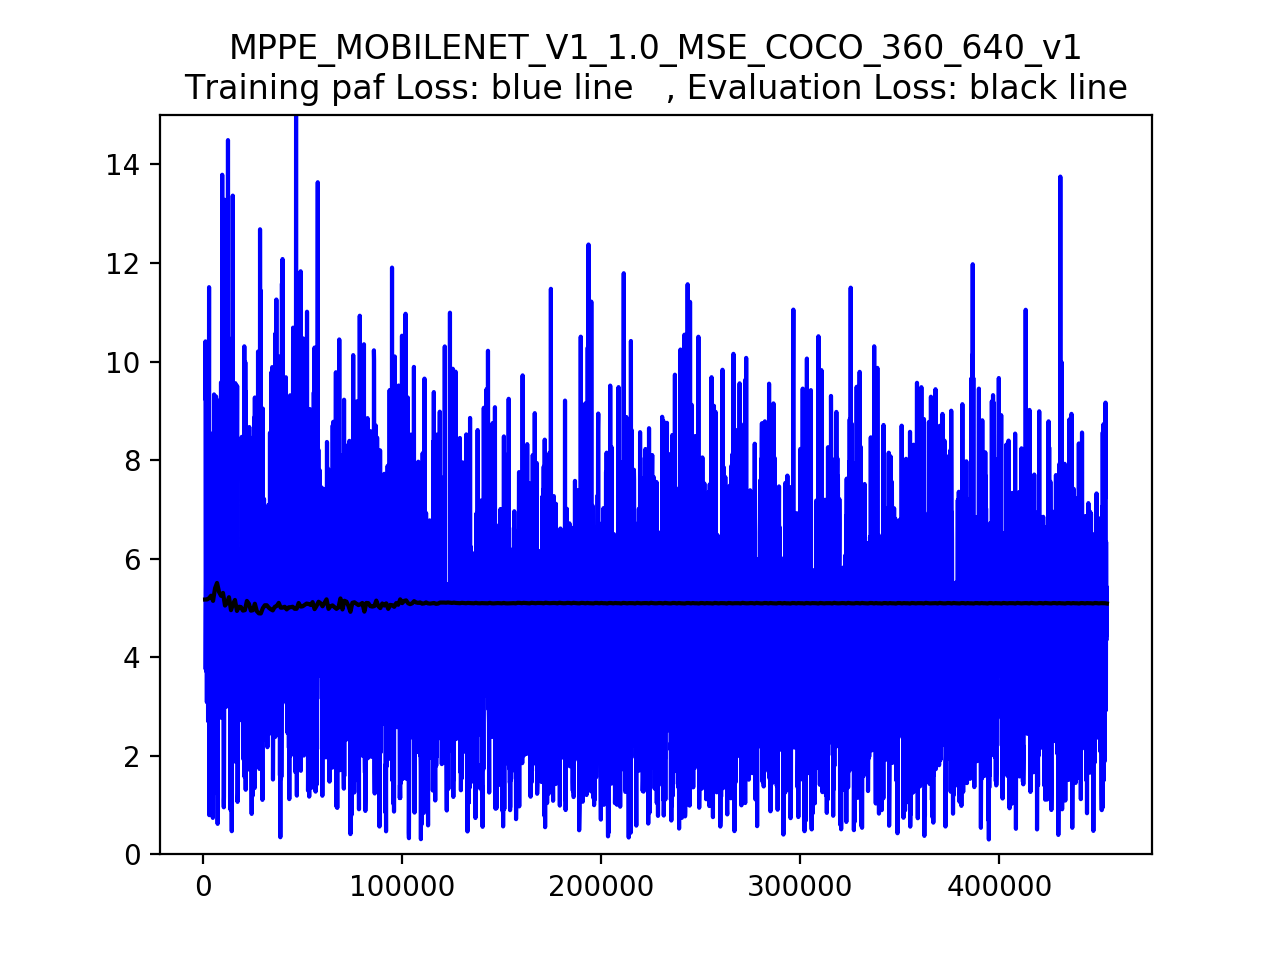 MPPE_MOBILENET_V1_1.0_MSE_COCO_360_640_v1
Training paf Loss: blue line   , Evaluation Loss: black line
14
12
10
8
6
4
2
0
0 100000 200000 300000 400000